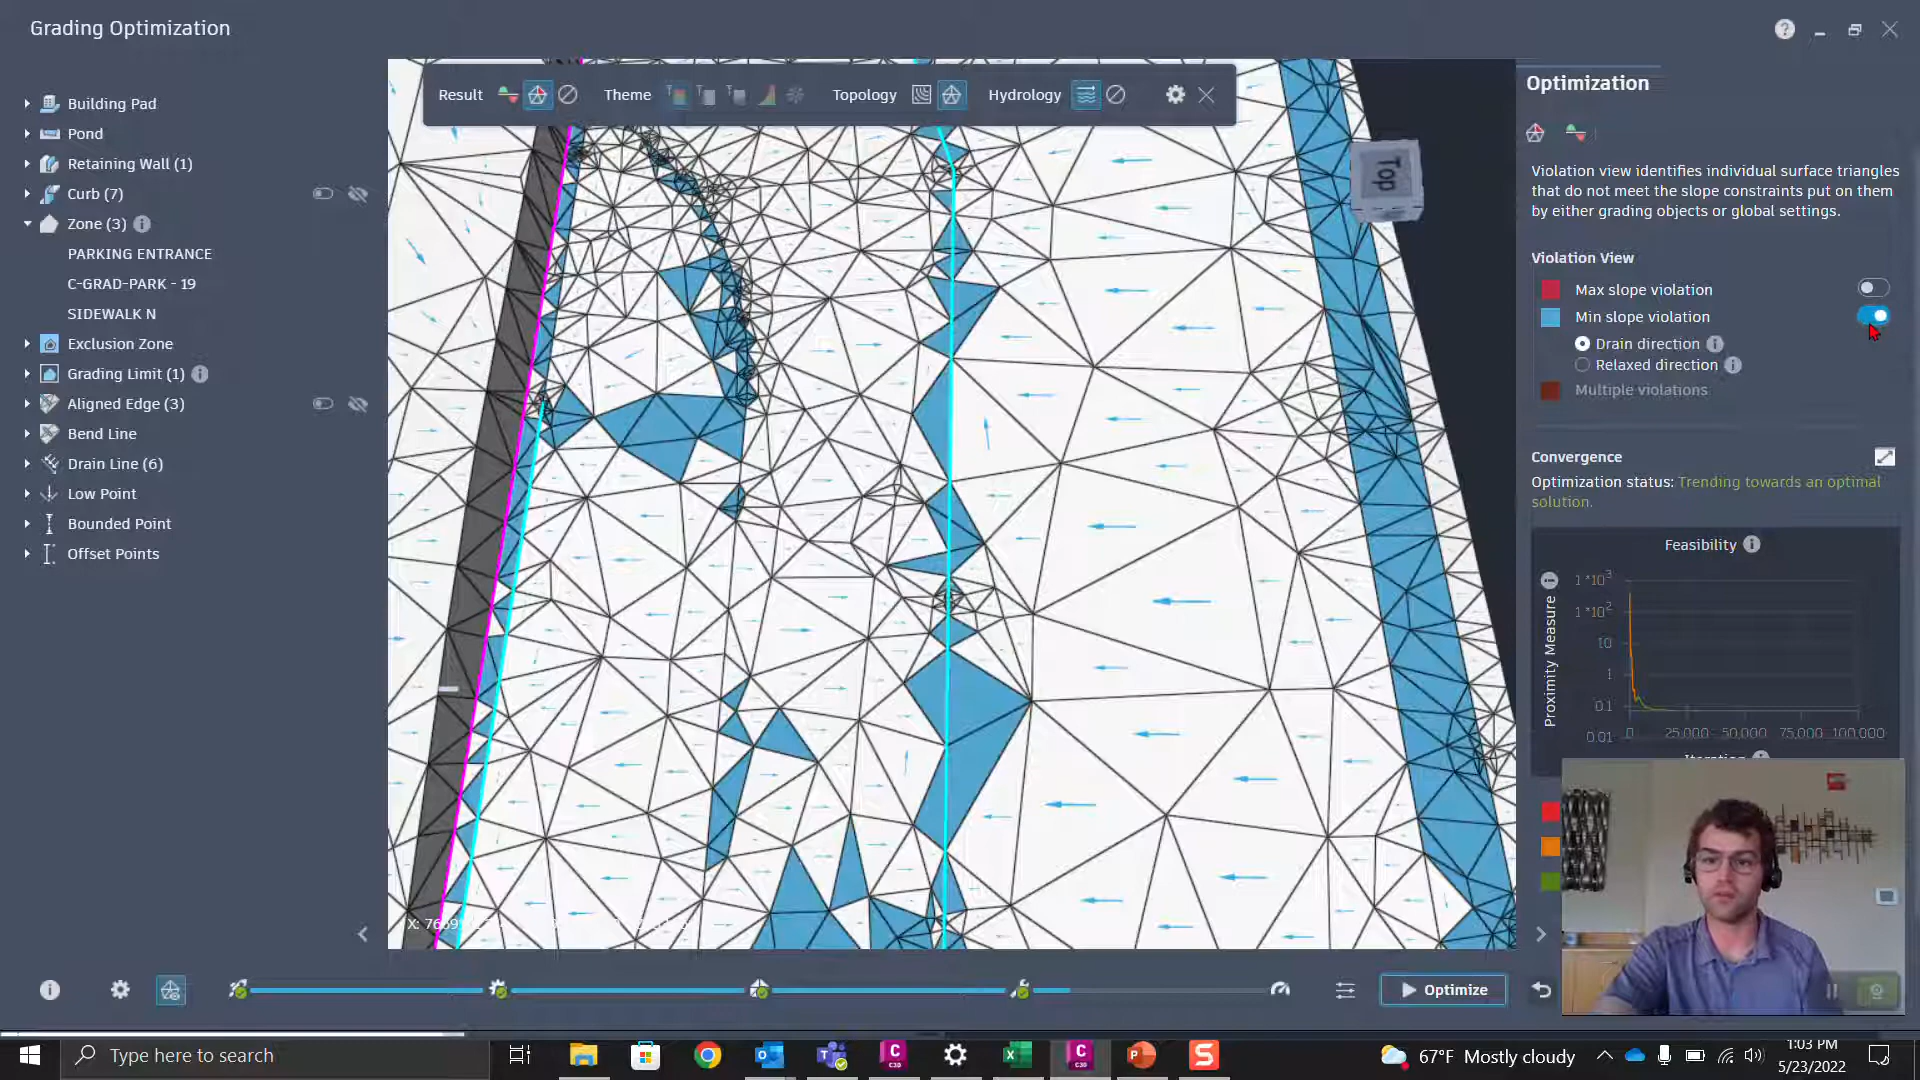 Grading Optimization
Building Pad
Pond
Retaining Wall (1)
Curb (7)
Zone (3)
PARKING ENTRANCE
C-GRAD-PARK - 19
SIDEWALK N
Exclusion Zone
Grading Limit (1)
Aligned Edge (3)
Bend Line
Drain Line (6)
Low Point
Bounded Point
Offset Points
Result
Theme
Topology
Hydrology
Top
Optimization
Violation view identifies individual surface triangles
that do not meet the slope constraints put on them
by either grading objects or global settings.
Violation View
Max slope violation
Min slope violation
Drain direction
Relaxed direction
Multiple violations
Convergence
Optimization status: Trending towards an optimal
solution.
Feasibility
Proximity Measure
1*10³
1*10²
10
1
0.1
0.01
0 25,000 50,000 75,000 100,000
Optimize
Type here to search
67°F Mostly cloudy
1:03 PM
5/23/2022